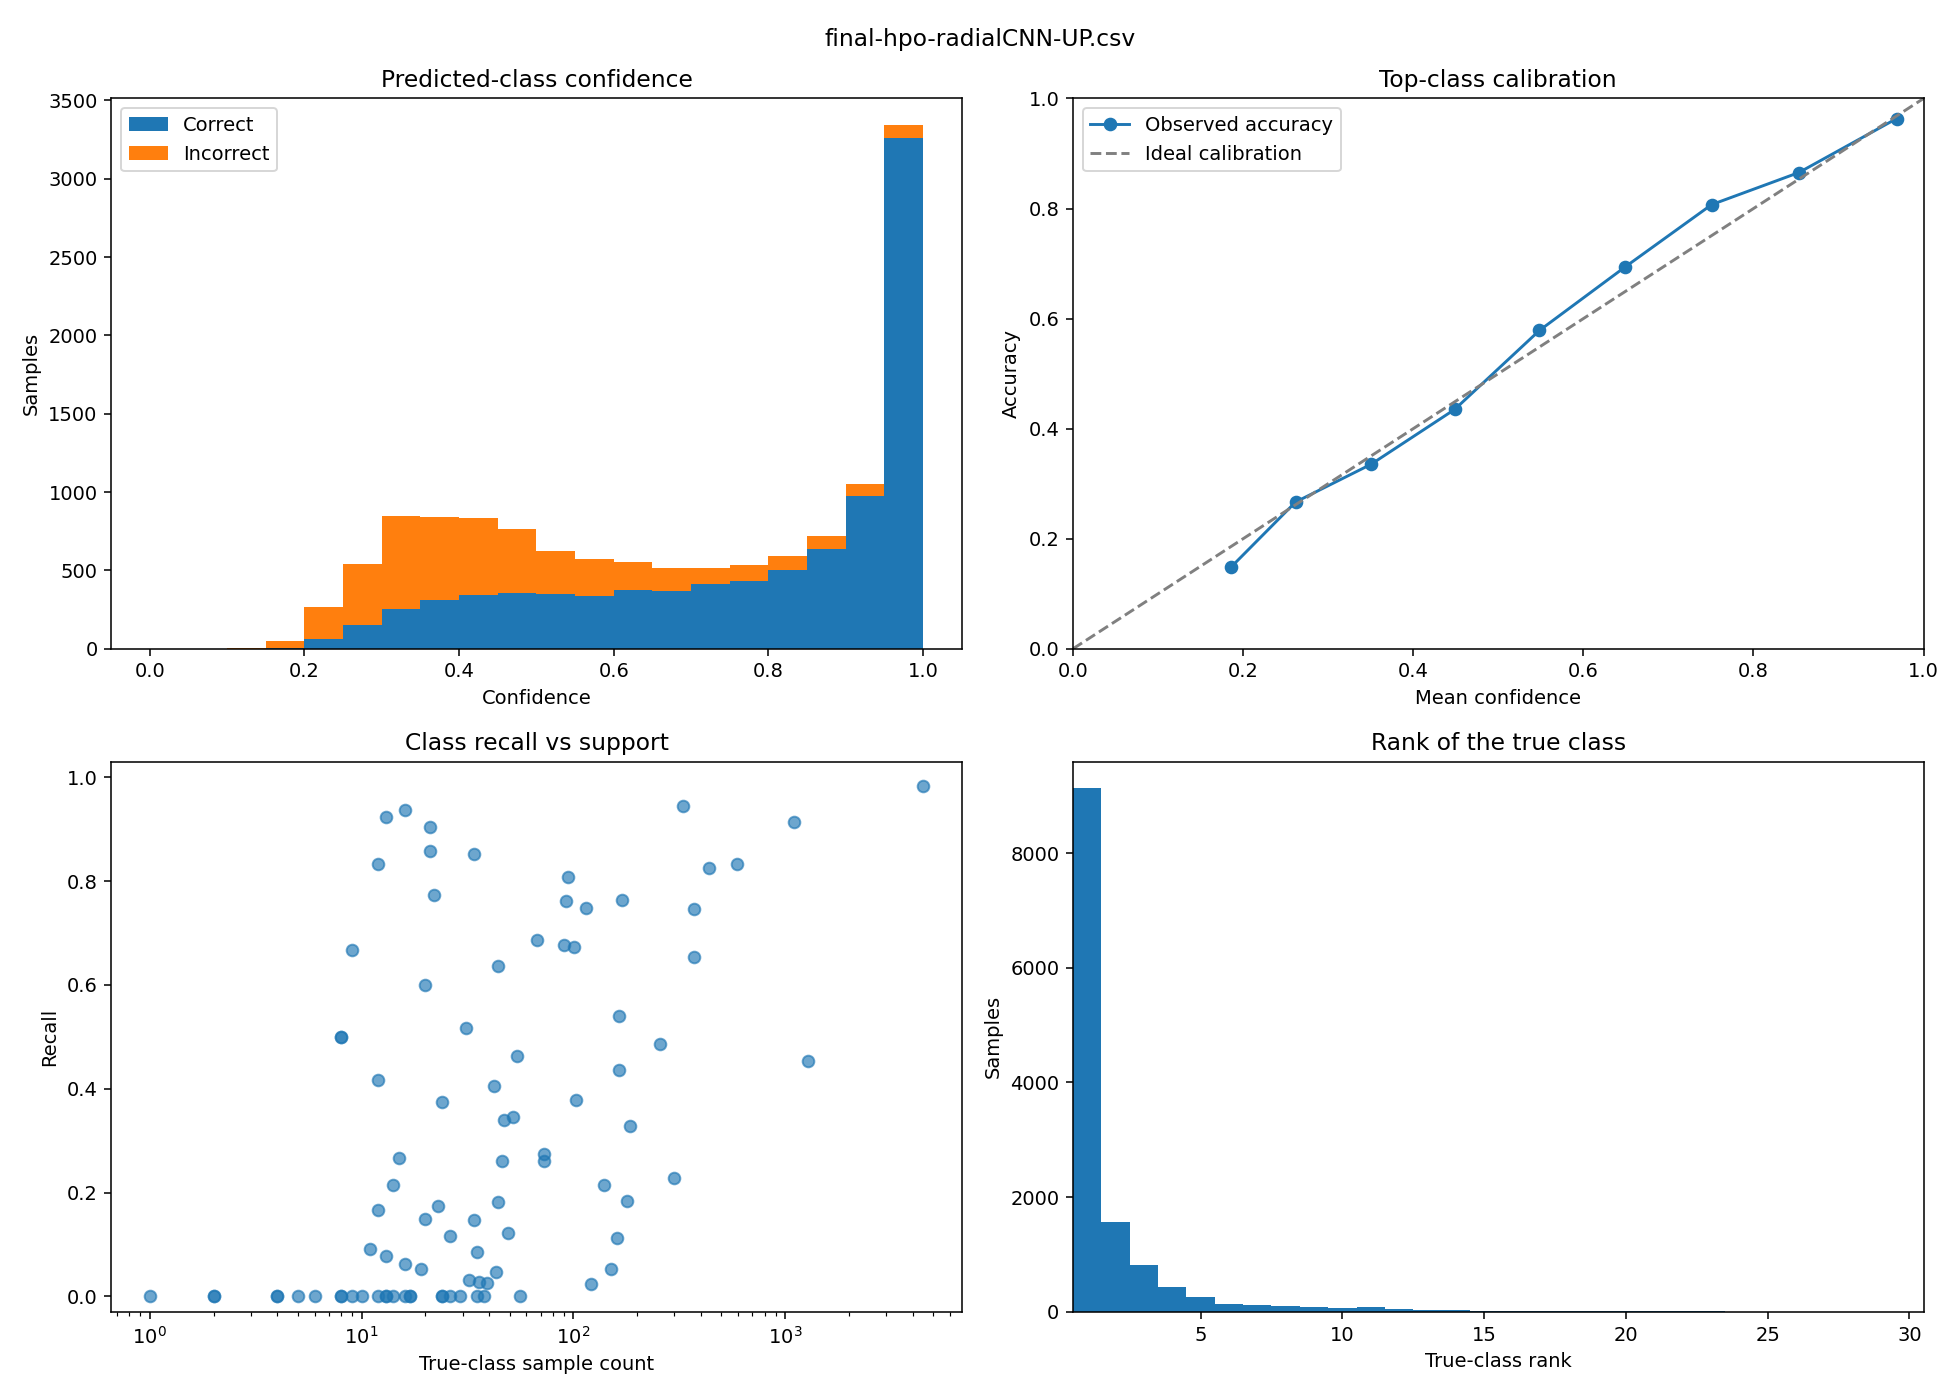 final-hpo-radialCNN-UP.csv
Predicted-class confidence
3500
3000
2500
2000
1500
1000
500
0
Samples
Correct
Incorrect
0.0 0.2 0.4 0.6 0.8 1.0
Confidence
Top-class calibration
1.0
0.8
0.6
0.4
0.2
0.0
Accuracy
Observed accuracy
Ideal calibration
0.0 0.2 0.4 0.6 0.8 1.0
Mean confidence
Class recall vs support
1.0
0.8
0.6
0.4
0.2
0.0
Recall
10⁰ 10¹ 10² 10³
True-class sample count
Rank of the true class
8000
6000
4000
2000
0
Samples
5 10 15 20 25 30
True-class rank